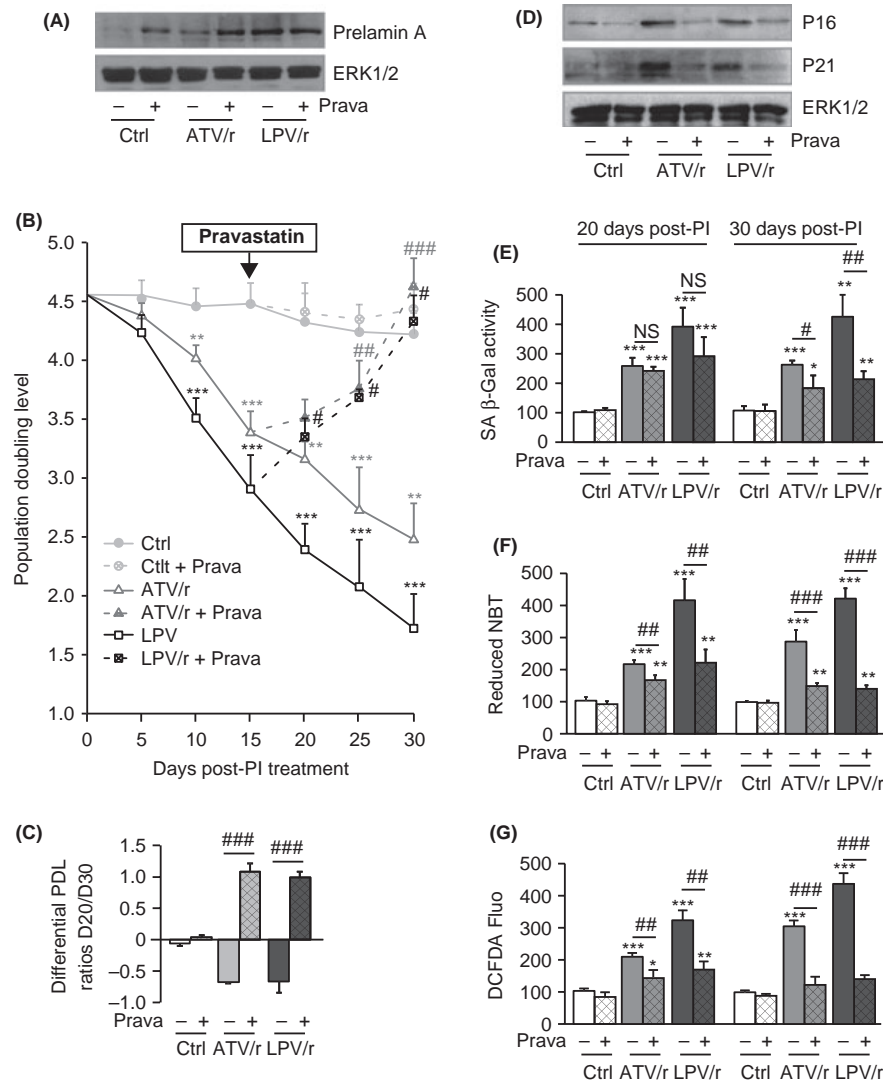 (A)
Prelamin A
ERK1/2
– + – + – + Prava
Ctrl ATV/r LPV/r
(D)
P16
P21
ERK1/2
– + – + – + Prava
Ctrl ATV/r LPV/r
(B)
Pravastatin
Population doubling level
5.0
4.5
4.0
3.5
3.0
2.5
2.0
1.5
1.0
** *** ** *** ** 
*** *** *** *** ***
# ## # ### #
Ctrl
Ctlt + Prava
ATV/r
ATV/r + Prava
LPV
LPV/r + Prava
0 5 10 15 20 25 30
Days post-PI treatment
(C)
Differential PDL
ratios D20/D30
1.5
1.0
0.5
0
–0.5
–1.0
### ###
Prava – + – + – +
Ctrl ATV/r LPV/r
(E)
20 days post-PI 30 days post-PI
SA β-Gal activity
500
400
300
200
100
0
NS NS # ##
*** *** *** *** *** * ** **
Prava – + – + – + – + – + – +
Ctrl ATV/r LPV/r Ctrl ATV/r LPV/r
(F)
Reduced NBT
500
400
300
200
100
0
## ## ### ###
*** ** *** ** *** ** *** **
Prava – + – + – + – + – + – +
Ctrl ATV/r LPV/r Ctrl ATV/r LPV/r
(G)
DCFDA Fluo
500
400
300
200
100
0
## ## ### ###
*** * *** ** *** ***
Prava – + – + – + – + – + – +
Ctrl ATV/r LPV/r Ctrl ATV/r LPV/r